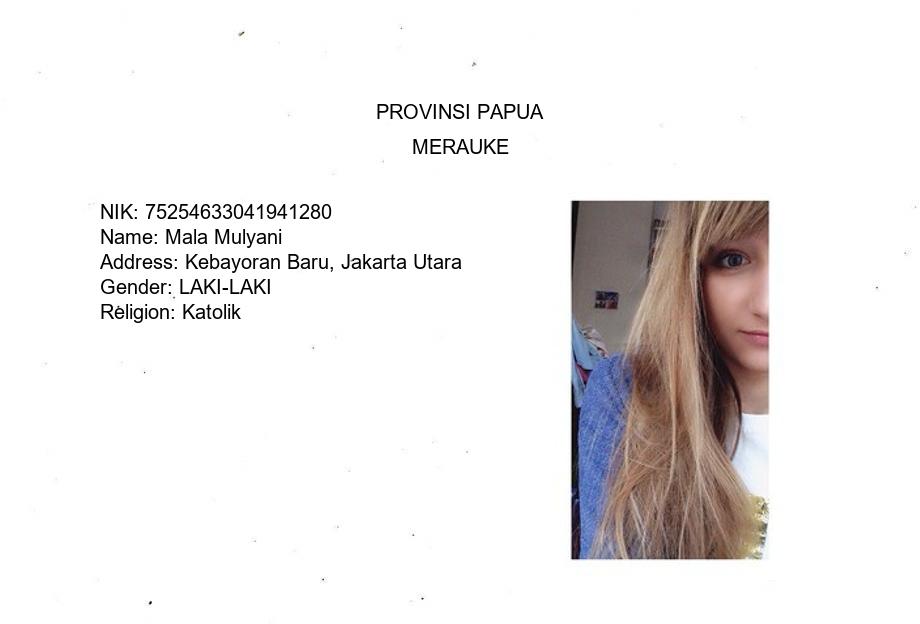 PROVINSI PAPUA
MERAUKE
NIK: 75254633041941280
Name: Mala Mulyani
Address: Kebayoran Baru, Jakarta Utara
Gender: LAKI-LAKI
Religion: Katolik